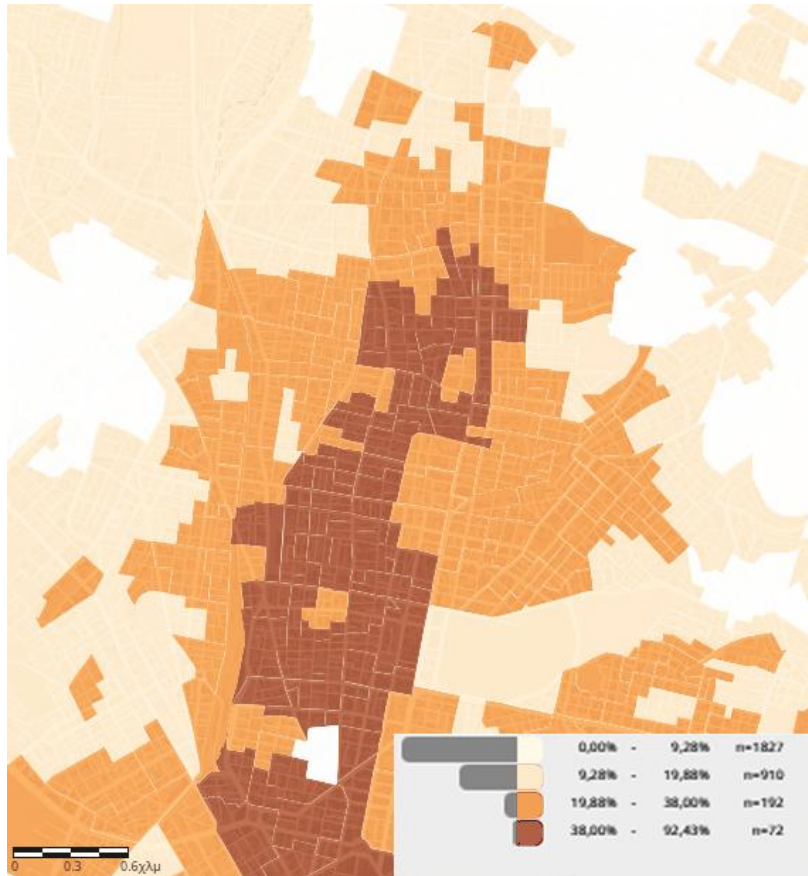 0,00% - 9,28% n=1827
9,28% - 19,88% n=910
19,88% - 38,00% n=192
38,00% - 92,43% n=72
0 0.3 0.6χλμ